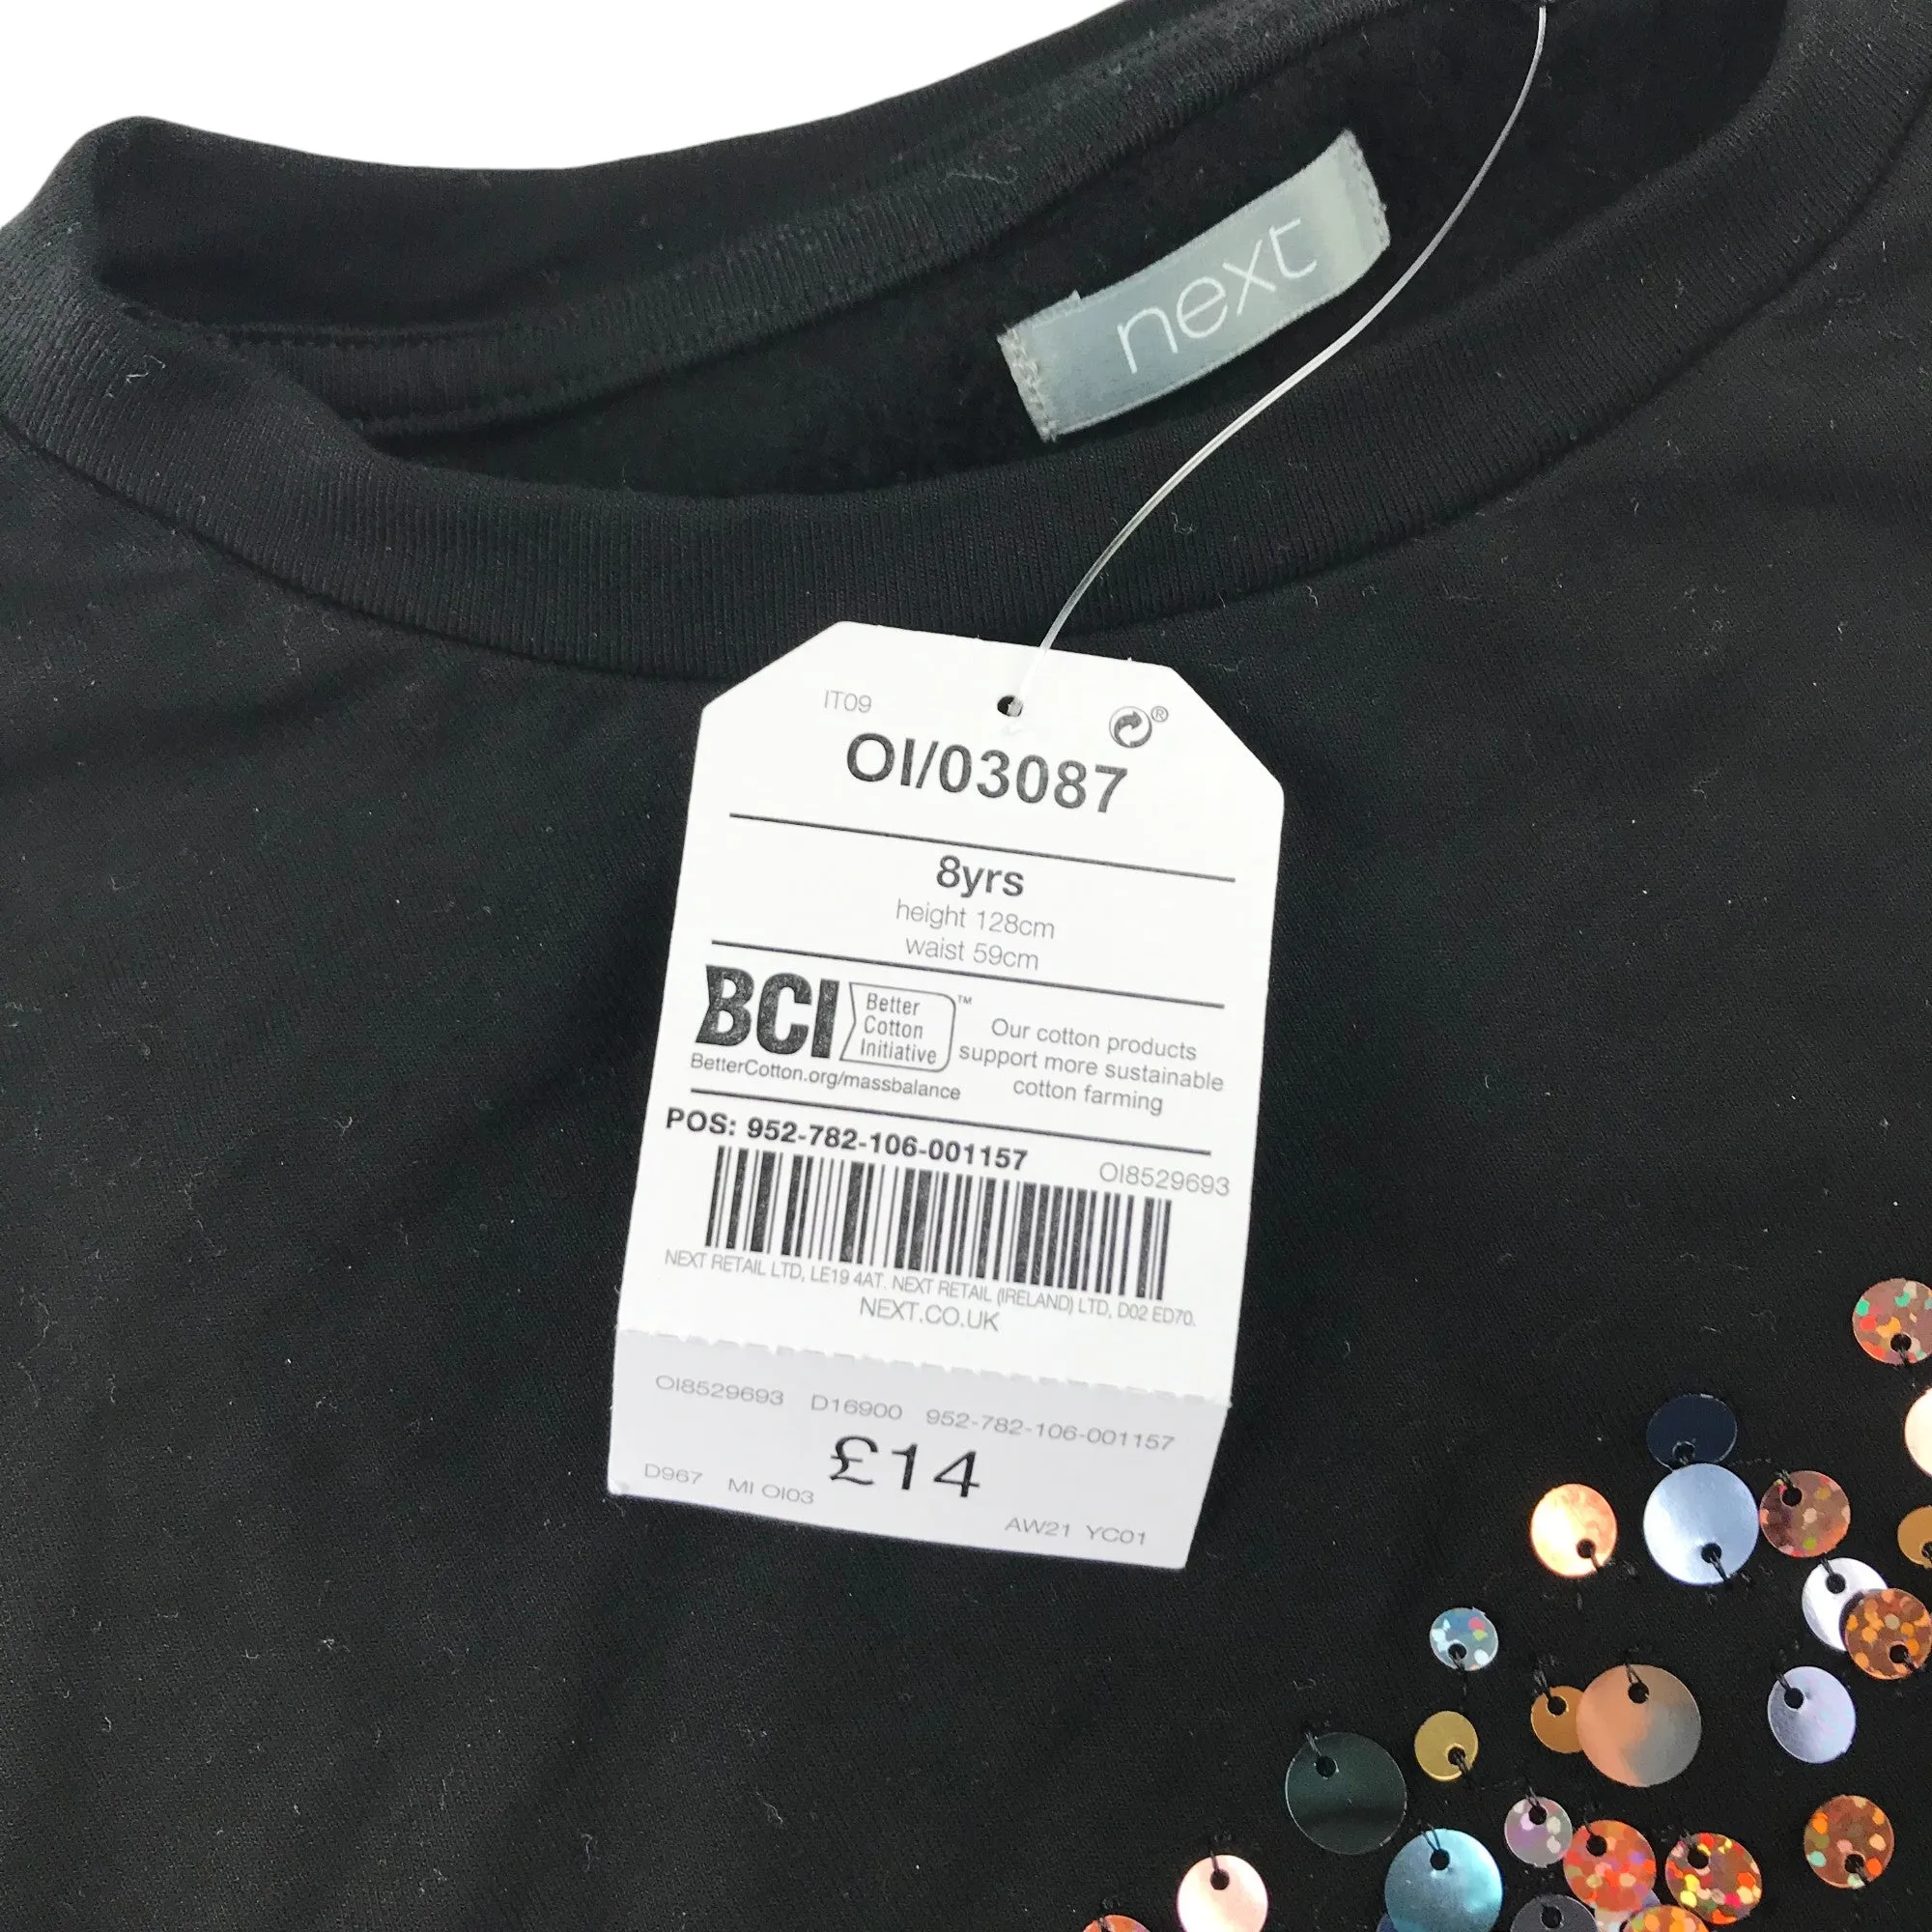 next
IT09
®
OI/03087
8yrs
height 128cm
waist 59cm
BCI Better Cotton Initiative ™
BetterCotton.org/massbalance
Our cotton products
support more sustainable
cotton farming
POS: 952-782-106-001157
OI8529693
NEXT RETAIL LTD, LE19 4AT. NEXT RETAIL (IRELAND) LTD, D02 ED70.
NEXT.CO.UK
OI8529693 D16900 952-782-106-001157
£14
D967 MI OI03
AW21 YC01